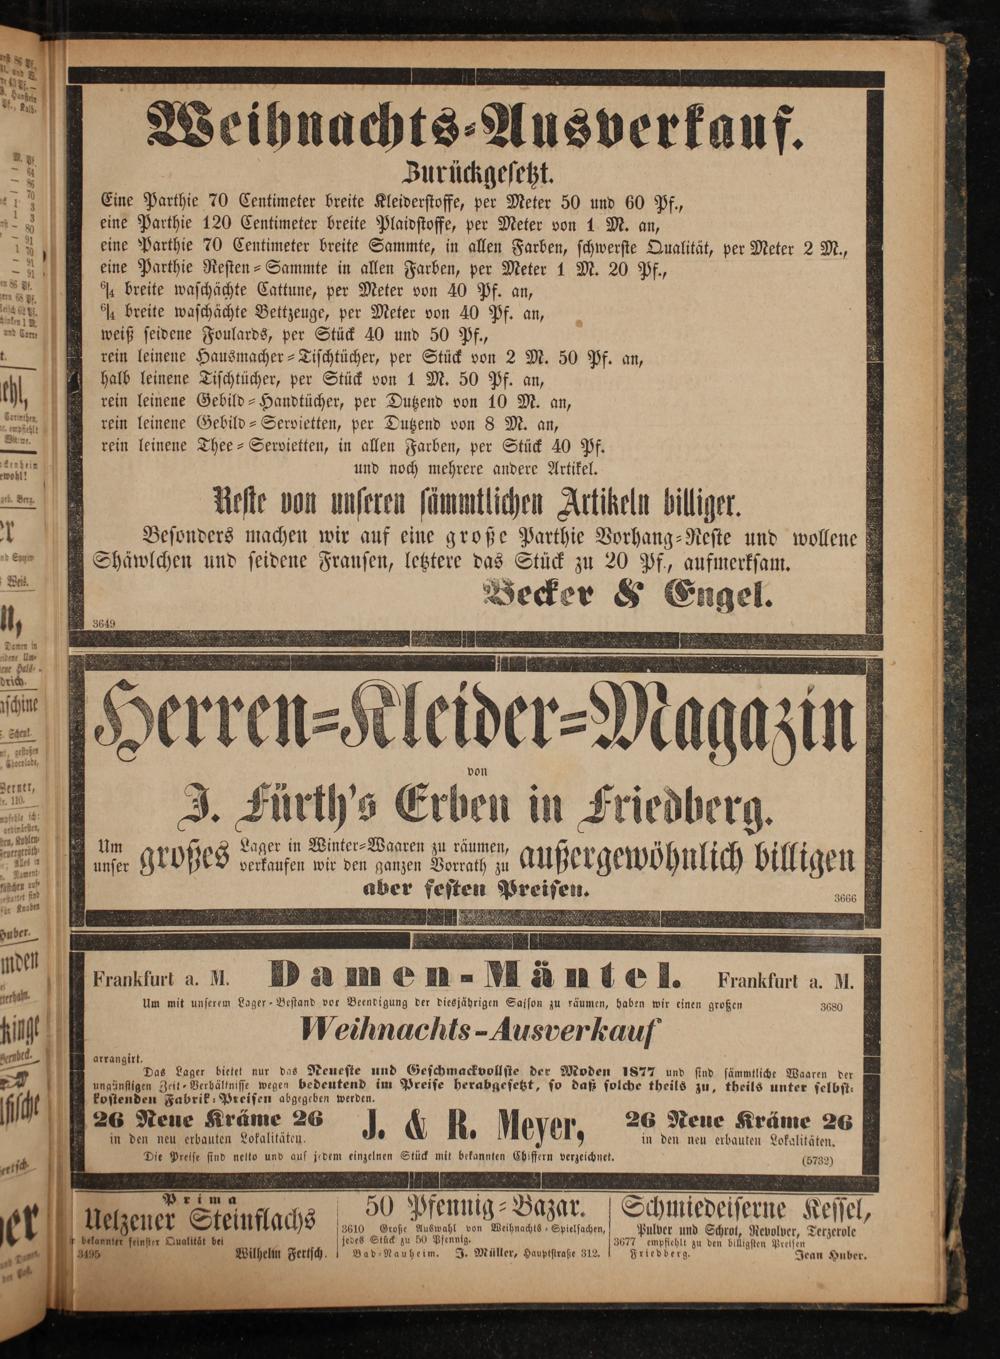 Weihnachts-Ausverkauf.
Zurückgesetzt.
Eine Parthie 70 Centimeter breite Kleiderstoffe, per Meter 50 und 60 Pf.,
eine Parthie 120 Centimeter breite Plaidstoffe, per Meter von 1 M. an,
eine Parthie 70 Centimeter breite Sammte, in allen Farben, schwerste Qualität, per Meter 2 M.,
eine Parthie Resten-Sammte in allen Farben, per Meter 1 M. 20 Pf.,
6/4 breite waschächte Cattune, per Meter von 40 Pf. an,
6/4 breite waschächte Bettzeuge, per Meter von 40 Pf. an,
weiß seidene Foulards, per Stück 40 und 50 Pf.,
rein leinene Hausmacher-Tischtücher, per Stück von 2 M. 50 Pf. an,
halb leinene Tischtücher, per Stück von 1 M. 50 Pf. an,
rein leinene Gebild-Handtücher, per Dutzend von 10 M. an,
rein leinene Gebild-Servietten, per Dutzend von 8 M. an,
rein leinene Thee-Servietten, in allen Farben, per Stück 40 Pf.
und noch mehrere andere Artikel.
Reste von unseren sämmtlichen Artikeln billiger.
Besonders machen wir auf eine große Parthie Vorhang-Reste und wollene
Shäwlchen und seidene Fransen, letztere das Stück zu 20 Pf., aufmerksam.
Becker & Engel.
3649
Herren-Kleider-Magazin
von
J. Fürth's Erben in Friedberg.
Um unser großes Lager in Winter-Waaren zu räumen, verkaufen wir den ganzen Vorrath zu außergewöhnlich billigen
aber festen Preisen.
3666
Frankfurt a. M. Damen-Mäntel. Frankfurt a. M.
Um mit unserem Lager-Bestand vor Beendigung der diesjährigen Saison zu räumen, haben wir einen großen 3680
Weihnachts-Ausverkauf
arrangirt.
Das Lager bietet nur das Neueste und Geschmackvollste der Moden 1877 und sind sämmtliche Waaren der
ungünstigen Zeit-Verhältnisse wegen bedeutend im Preise herabgesetzt, so daß solche theils zu, theils unter selbst-
kostenden Fabrik-Preisen abgegeben werden.
26 Neue Kräme 26 J. & R. Meyer, 26 Neue Kräme 26
in den neu erbauten Lokalitäten. in den neu erbauten Lokalitäten.
Die Preise sind netto und auf jedem einzelnen Stück mit bekannten Chiffern verzeichnet. (5732)
Prima
Uelzener Steinflachs
bekannter feinster Qualität bei
3495 Wilhelm Fertsch.
50 Pfennig-Bazar.
3610 Große Auswahl von Weihnachts-Spielsachen,
jedes Stück zu 50 Pfennig.
Bad-Nauheim. J. Müller, Hauptstraße 312.
Schmiedeiserne Kessel,
Pulver und Schrot, Revolver, Terzerole
3677 empfiehlt zu den billigsten Preisen
Friedberg. Jean Huber.